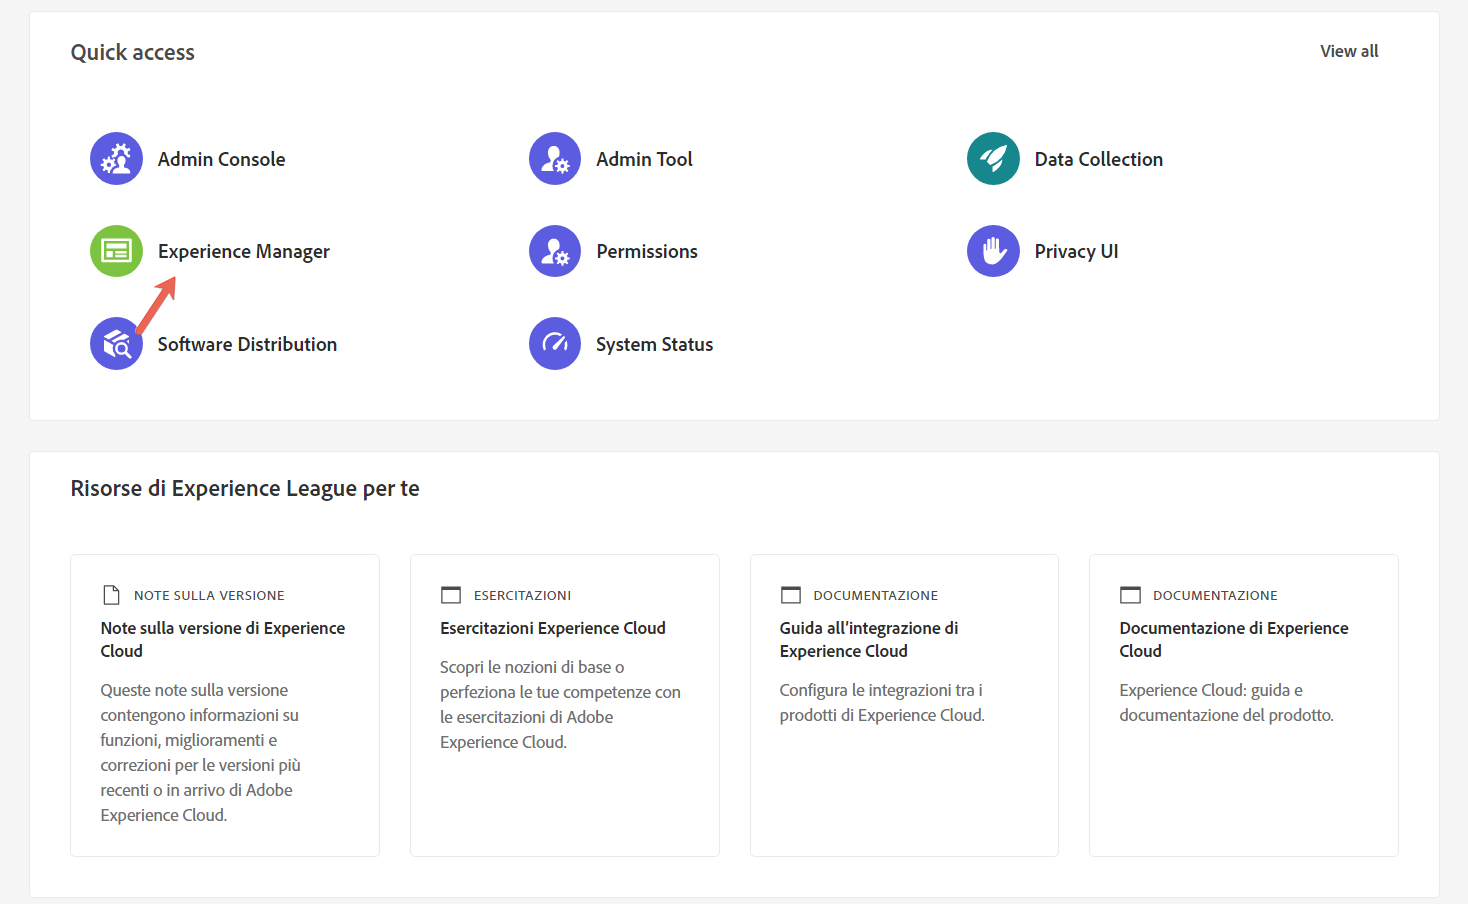 Quick access
View all
Admin Console
Admin Tool
Data Collection
Experience Manager
Permissions
Privacy UI
Software Distribution
System Status
Risorse di Experience League per te
NOTE SULLA VERSIONE
Note sulla versione di Experience
Cloud
Queste note sulla versione
contengono informazioni su
funzioni, miglioramenti e
correzioni per le versioni più
recenti o in arrivo di Adobe
Experience Cloud.
ESERCITAZIONI
Esercitazioni Experience Cloud
Scopri le nozioni di base o
perfeziona le tue competenze con
le esercitazioni di Adobe
Experience Cloud.
DOCUMENTAZIONE
Guida all’integrazione di
Experience Cloud
Configura le integrazioni tra i
prodotti di Experience Cloud.
DOCUMENTAZIONE
Documentazione di Experience
Cloud
Experience Cloud: guida e
documentazione del prodotto.